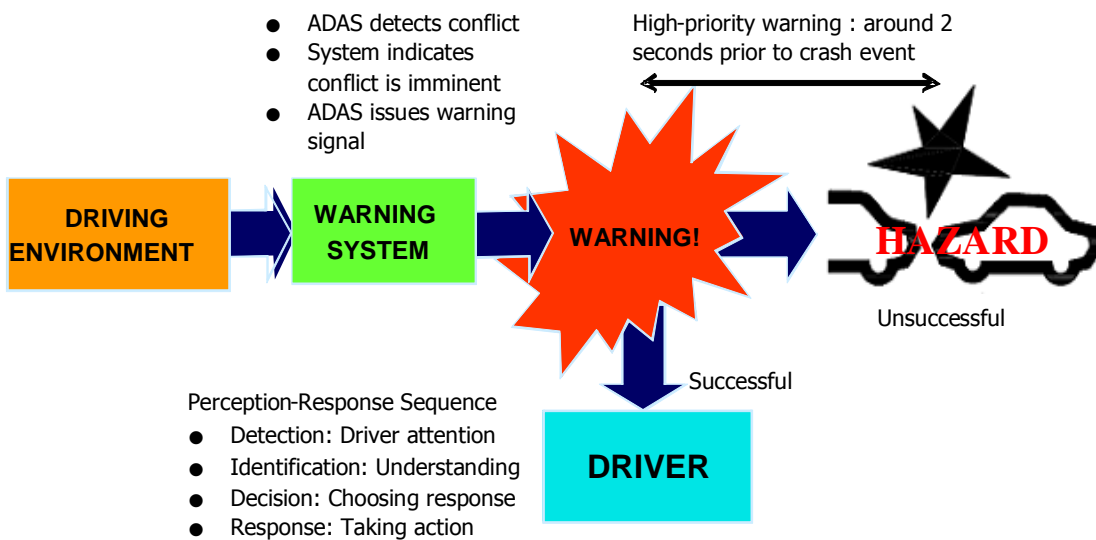 ● ADAS detects conflict
● System indicates
conflict is imminent
● ADAS issues warning
signal
High-priority warning : around 2
seconds prior to crash event
DRIVING
ENVIRONMENT
WARNING
SYSTEM
WARNING!
HAZARD
Unsuccessful
Successful
Perception-Response Sequence
● Detection: Driver attention
● Identification: Understanding
● Decision: Choosing response
● Response: Taking action
DRIVER